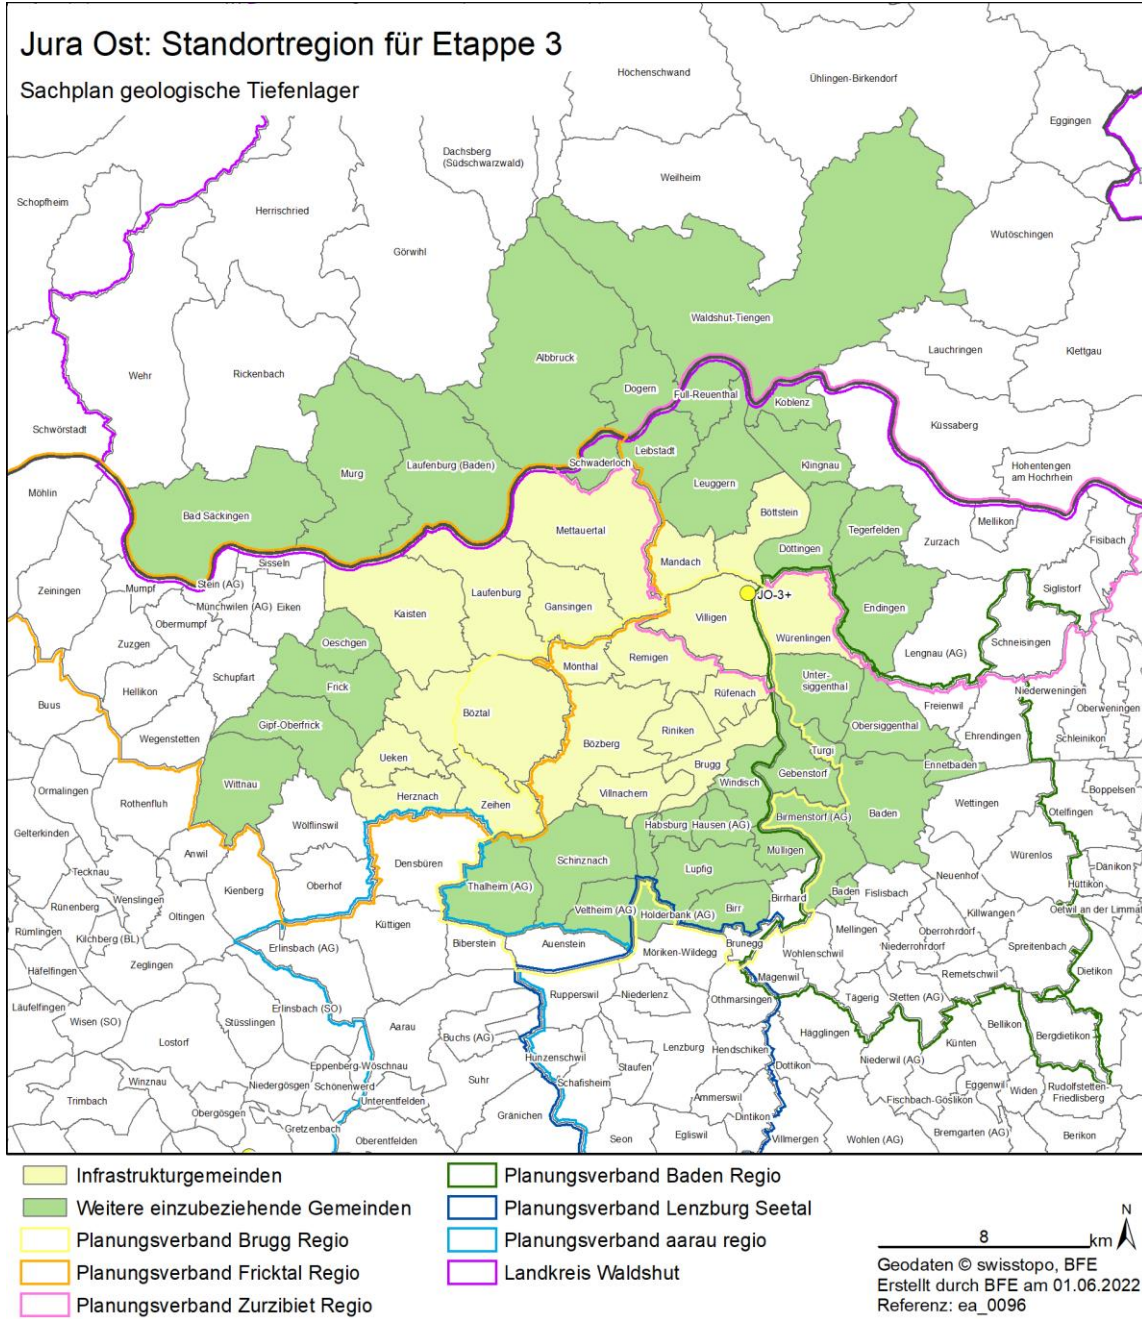 Jura Ost: Standortregion für Etappe 3
Sachplan geologische Tiefenlager
Höchenschwand
Ühlingen-Birkendorf
Eggingen
Dachsberg
(Südschwarzwald)
Weilheim
Schopfheim
Herrischried
Görwihl
Wutöschingen
Waldshut-Tiengen
Lauchringen
Klettgau
Albbruck
Wehr
Rickenbach
Dogern
Full-Reuenthal
Koblenz
Küssaberg
Schwörstadt
Murg
Laufenburg (Baden)
Schwaderloch
Leibstadt
Klingnau
Hohentengen
am Hochrhein
Möhlin
Bad Säckingen
Leuggern
Böttstein
Mettauertal
Tegerfelden
Mellikon
Zurzach
Fisibach
Döttingen
Mandach
Sisseln
Stein (AG)
Mumpf
Zeiningen
Münchwilen (AG)
Eiken
Obermumpf
Kaisten
Laufenburg
Gansingen
JO-3+
Villigen
Würenlingen
Endingen
Siglistorf
Schneisingen
Lengnau (AG)
Zuzgen
Oeschgen
Schupfart
Hellikon
Frick
Mönthal
Remigen
Rüfenach
Unter-
siggenthal
Niederweningen
Oberweningen
Freienwil
Buus
Wegenstetten
Gipf-Oberfrick
Böztal
Bözberg
Riniken
Obersiggenthal
Ehrendingen
Schleinikon
Ueken
Brugg
Turgi
Ennetbaden
Wittnau
Herznach
Zeihen
Villnachern
Windisch
Gebenstorf
Ormalingen
Rothenfluh
Wölflinswil
Boppelsen
Wettingen
Otelfingen
Gelterkinden
Habsburg
Hausen (AG)
Birmenstorf (AG)
Baden
Anwil
Densbüren
Schinznach
Mülligen
Würenlos
Tecknau
Kienberg
Oberhof
Lupfig
Dänikon
Wenslingen
Thalheim (AG)
Birrhard
Baden
Fislisbach
Neuenhof
Hüttikon
Rünenberg
Oltingen
Küttigen
Veltheim (AG)
Holderbank (AG)
Birr
Killwangen
Oetwil an der Limmat
Rümlingen
Kilchberg (BL)
Erlinsbach (AG)
Biberstein
Auenstein
Möriken-Wildegg
Brunegg
Wohlenschwil
Mellingen
Oberrohrdorf
Niederrohrdorf
Spreitenbach
Zeglingen
Häfelfingen
Magenwil
Remetschwil
Dietikon
Läufelfingen
Erlinsbach (SO)
Rupperswil
Niederlenz
Othmarsingen
Tägerig
Stetten (AG)
Wisen (SO)
Stüsslingen
Aarau
Hägglingen
Bellikon
Bergdietikon
Lostorf
Buchs (AG)
Lenzburg
Hendschiken
Künten
Hunzenschwil
Staufen
Dottikon
Niederwil (AG)
Eppenberg-Wöschnau
Winznau
Niedergösgen
Schönenwerd
Suhr
Schafisheim
Eggenwil
Widen
Rudolfstetten-
Friedlisberg
Trimbach
Unterentfelden
Ammerswil
Fischbach-Göslikon
Obergösgen
Gränichen
Dintikon
Gretzenbach
Bremgarten (AG)
Oberentfelden
Seon
Egliswil
Villmergen
Wohlen (AG)
Berikon
Infrastrukturgemeinden
Weitere einzubeziehende Gemeinden
Planungsverband Brugg Regio
Planungsverband Fricktal Regio
Planungsverband Zurzibiet Regio
Planungsverband Baden Regio
Planungsverband Lenzburg Seetal
Planungsverband aarau regio
Landkreis Waldshut
N
8
km
Geodaten © swisstopo, BFE
Erstellt durch BFE am 01.06.2022
Referenz: ea_0096